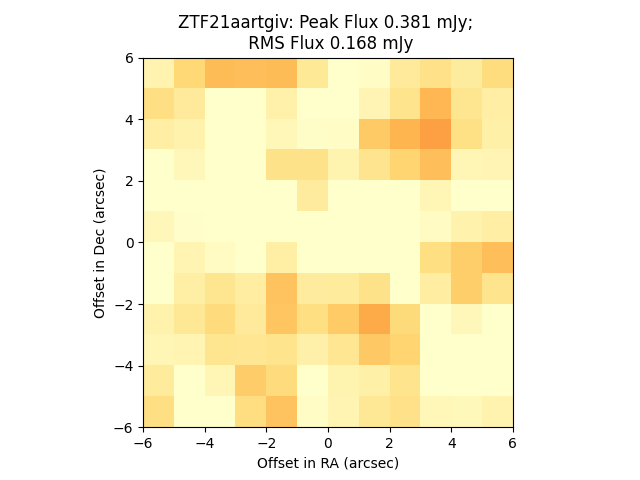 ZTF21aartgiv: Peak Flux 0.381 mJy;
RMS Flux 0.168 mJy
6
4
2
0
−2
−4
−6
Offset in Dec (arcsec)
−6 −4 −2 0 2 4 6
Offset in RA (arcsec)